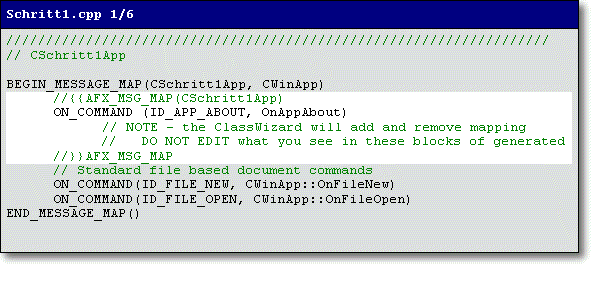 Schritt1.cpp 1/6
/////////////////////////////////////////////////////////////////////
// CSchritt1App
BEGIN_MESSAGE_MAP(CSchritt1App, CWinApp)
//{{AFX_MSG_MAP(CSchritt1App)
ON_COMMAND (ID_APP_ABOUT, OnAppAbout)
// NOTE - the ClassWizard will add and remove mapping
//   DO NOT EDIT what you see in these blocks of generated
//}}AFX_MSG_MAP
// Standard file based document commands
ON_COMMAND(ID_FILE_NEW, CWinApp::OnFileNew)
ON_COMMAND(ID_FILE_OPEN, CWinApp::OnFileOpen)
END_MESSAGE_MAP()